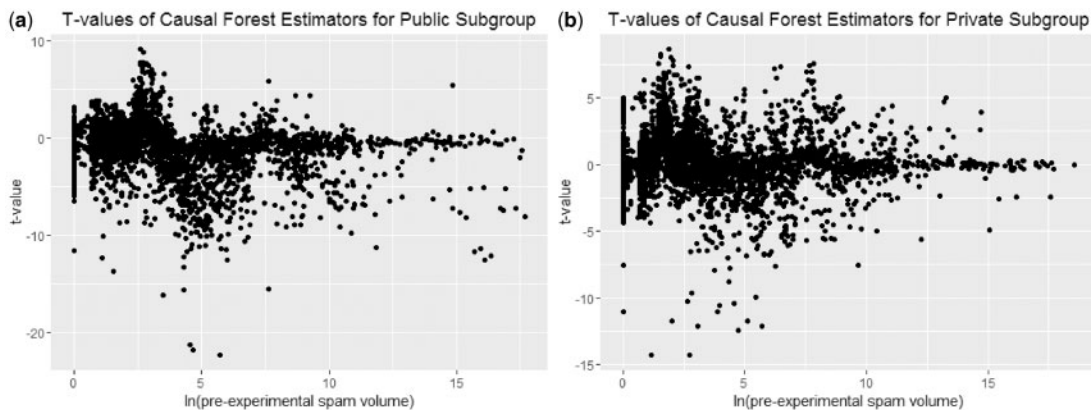 (a) T-values of Causal Forest Estimators for Public Subgroup
10
0
-10
-20
t-value
0 5 10 15
ln(pre-experimental spam volume)
(b) T-values of Causal Forest Estimators for Private Subgroup
5
0
-5
-10
-15
t-value
0 5 10 15
ln(pre-experimental spam volume)